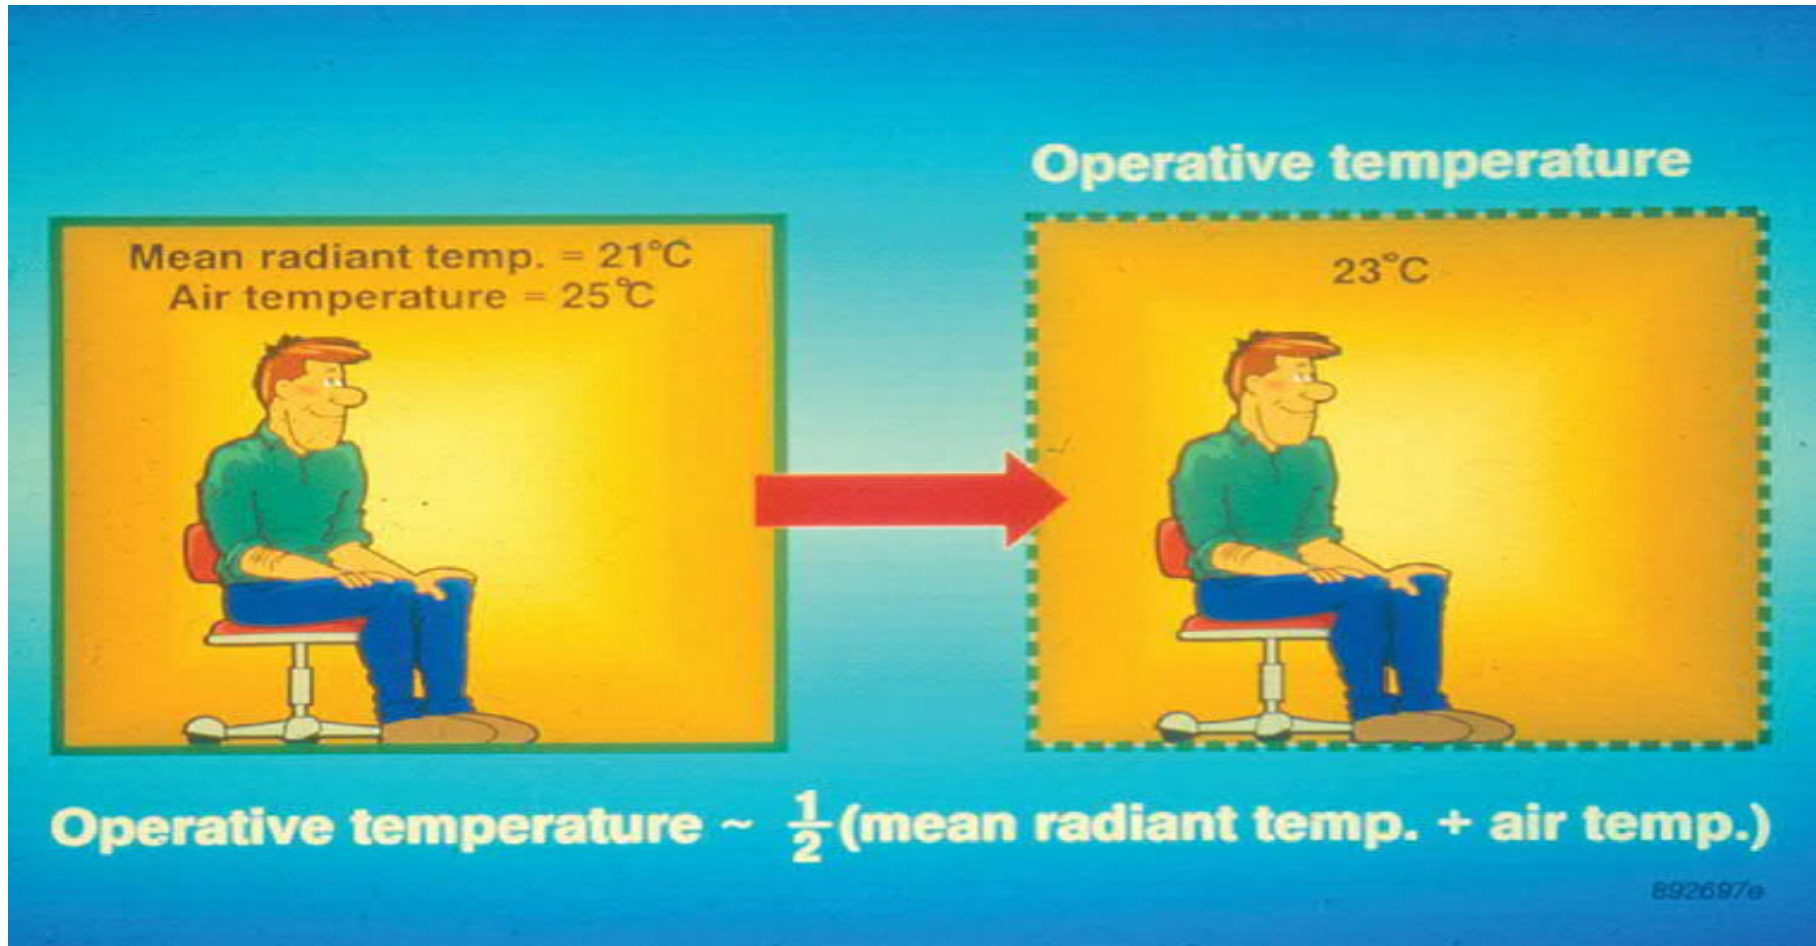 Operative temperature
Mean radiant temp. = 21°C
Air temperature = 25°C
23°C
Operative temperature ~ 1/2 (mean radiant temp. + air temp.)
892697e